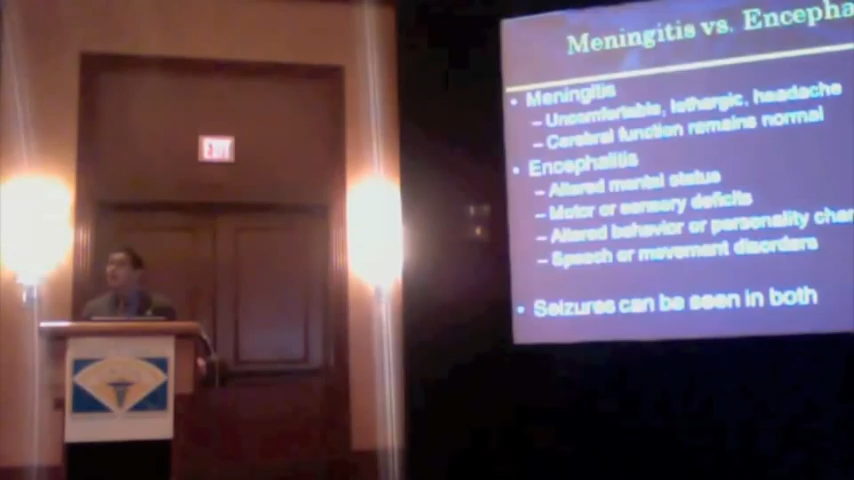 EXIT
Meningitis vs. Encepha
• Meningitis
– Uncomfortable, lethargic, headache
– Cerebral function remains normal
• Encephalitis
– Altered mental status
– Motor or sensory deficits
– Altered behavior or personality chan
– Speech or movement disorders
• Seizures can be seen in both